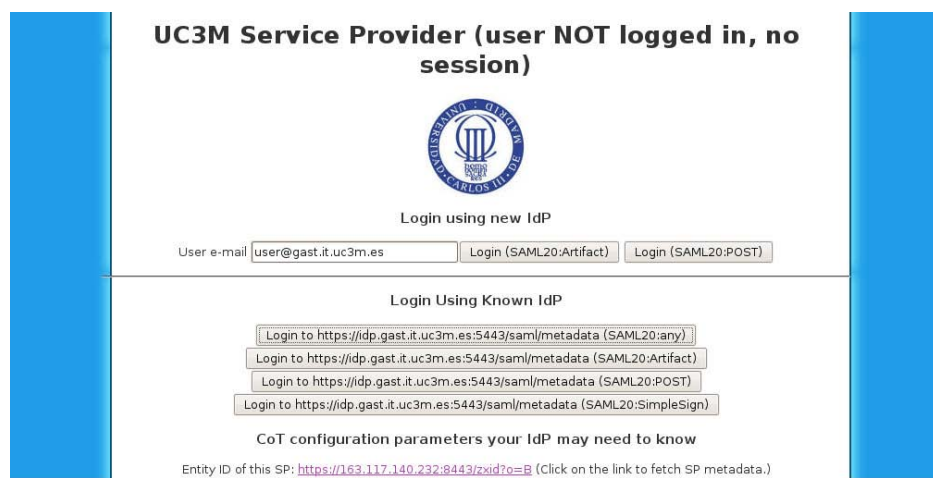 UC3M Service Provider (user NOT logged in, no
session)
UNIVERSIDAD · CARLOS III · DE MADRID
Login using new IdP
User e-mail user@gast.it.uc3m.es Login (SAML20:Artifact) Login (SAML20:POST)
Login Using Known IdP
Login to https://idp.gast.it.uc3m.es:5443/saml/metadata (SAML20:any)
Login to https://idp.gast.it.uc3m.es:5443/saml/metadata (SAML20:Artifact)
Login to https://idp.gast.it.uc3m.es:5443/saml/metadata (SAML20:POST)
Login to https://idp.gast.it.uc3m.es:5443/saml/metadata (SAML20:SimpleSign)
CoT configuration parameters your IdP may need to know
Entity ID of this SP: https://163.117.140.232:8443/zxid?o=B (Click on the link to fetch SP metadata.)